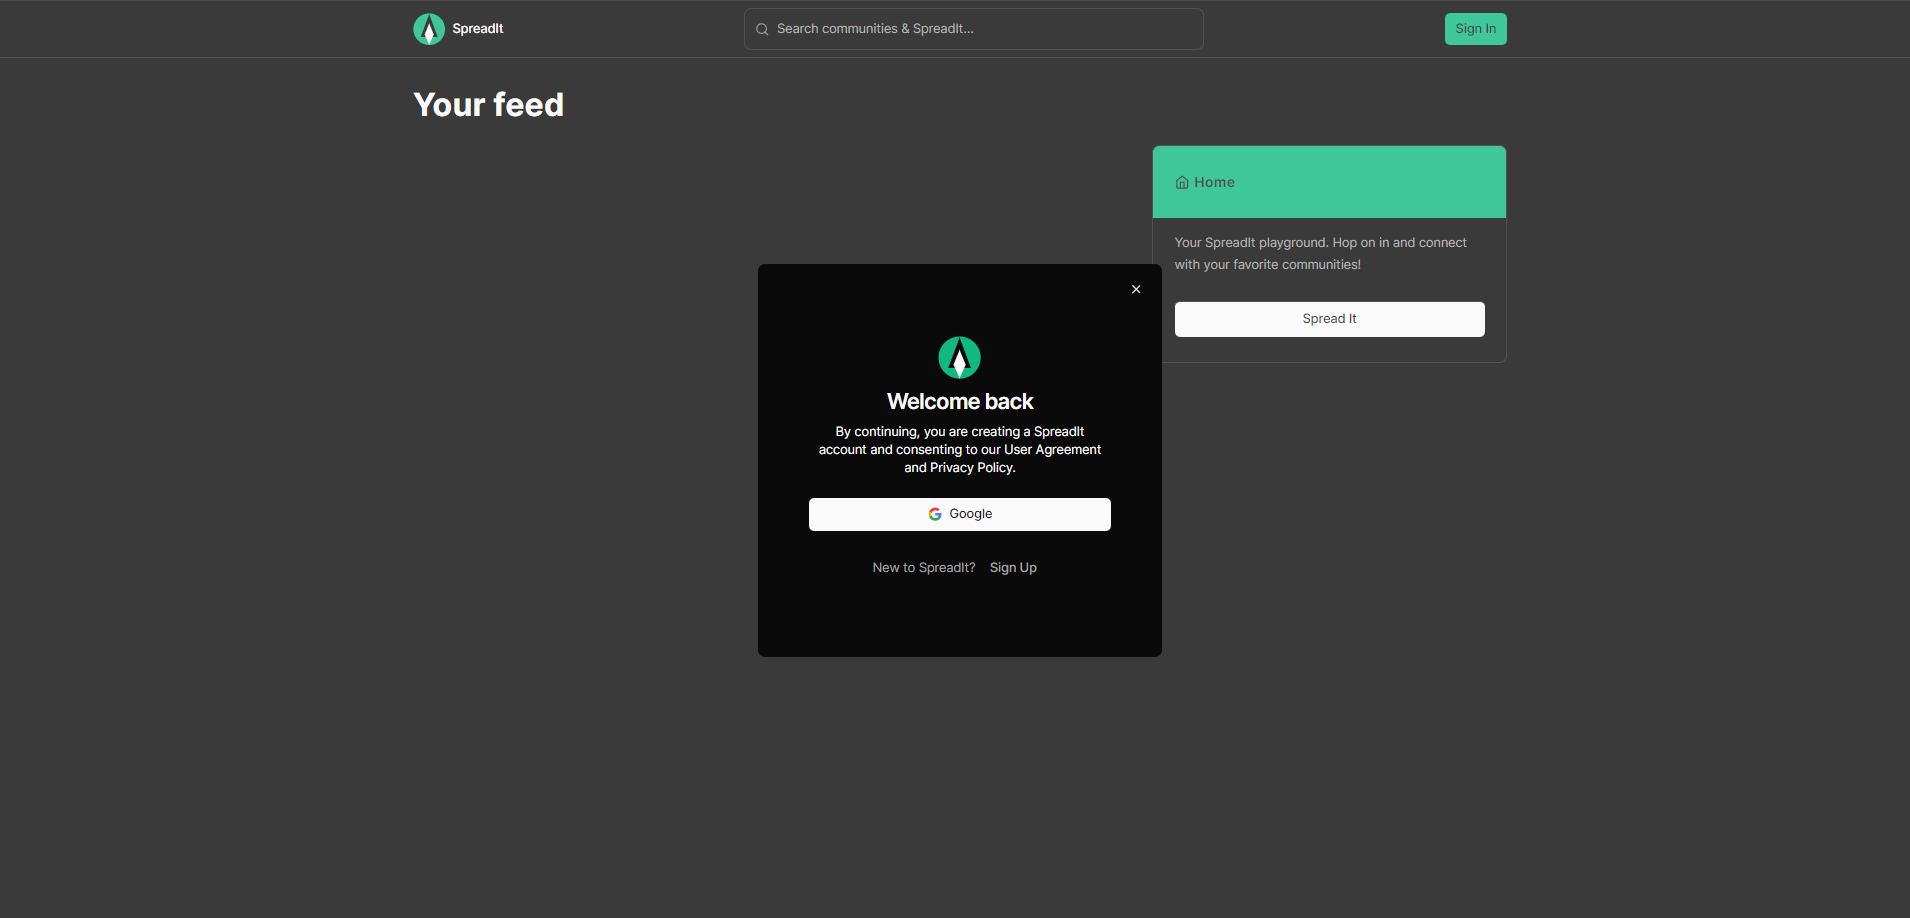 SpreadIt
Search communities & SpreadIt...
Sign In
Your feed
Home
Your SpreadIt playground. Hop on in and connect
with your favorite communities!
Spread It
Welcome back
By continuing, you are creating a SpreadIt
account and consenting to our User Agreement
and Privacy Policy.
Google
New to SpreadIt? Sign Up